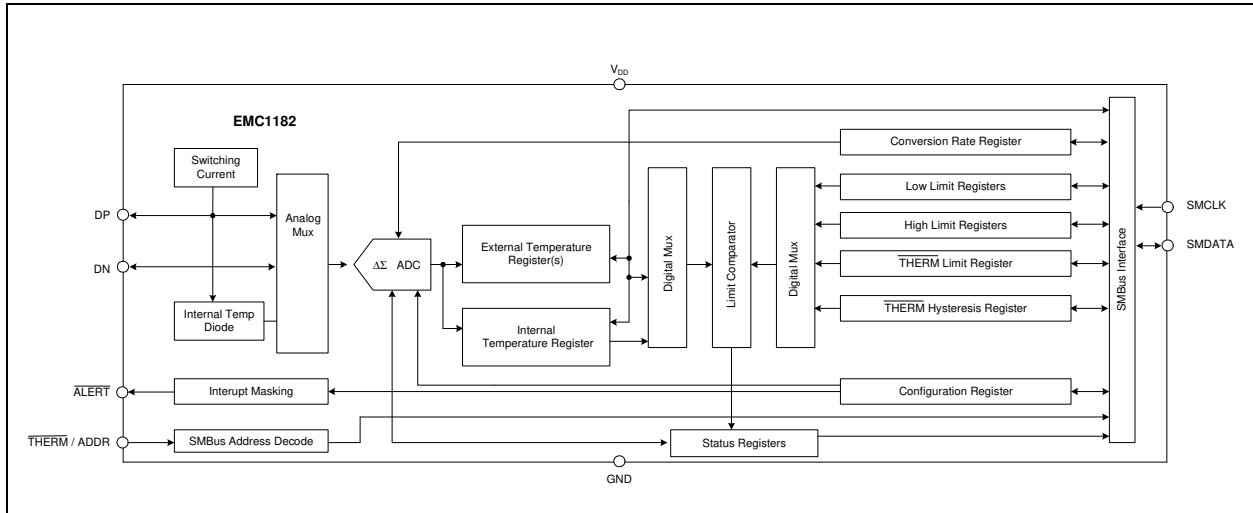 V_DD
EMC1182
Switching
Current
Analog
Mux
DP
DN
Internal Temp
Diode
ΔΣ ADC
External Temperature
Register(s)
Internal
Temperature Register
Digital Mux
Limit Comparator
Digital Mux
Conversion Rate Register
Low Limit Registers
High Limit Registers
THERM Limit Register
THERM Hysteresis Register
SMBus Interface
SMCLK
SMDATA
ALERT
Interupt Masking
Configuration Register
THERM / ADDR
SMBus Address Decode
Status Registers
GND